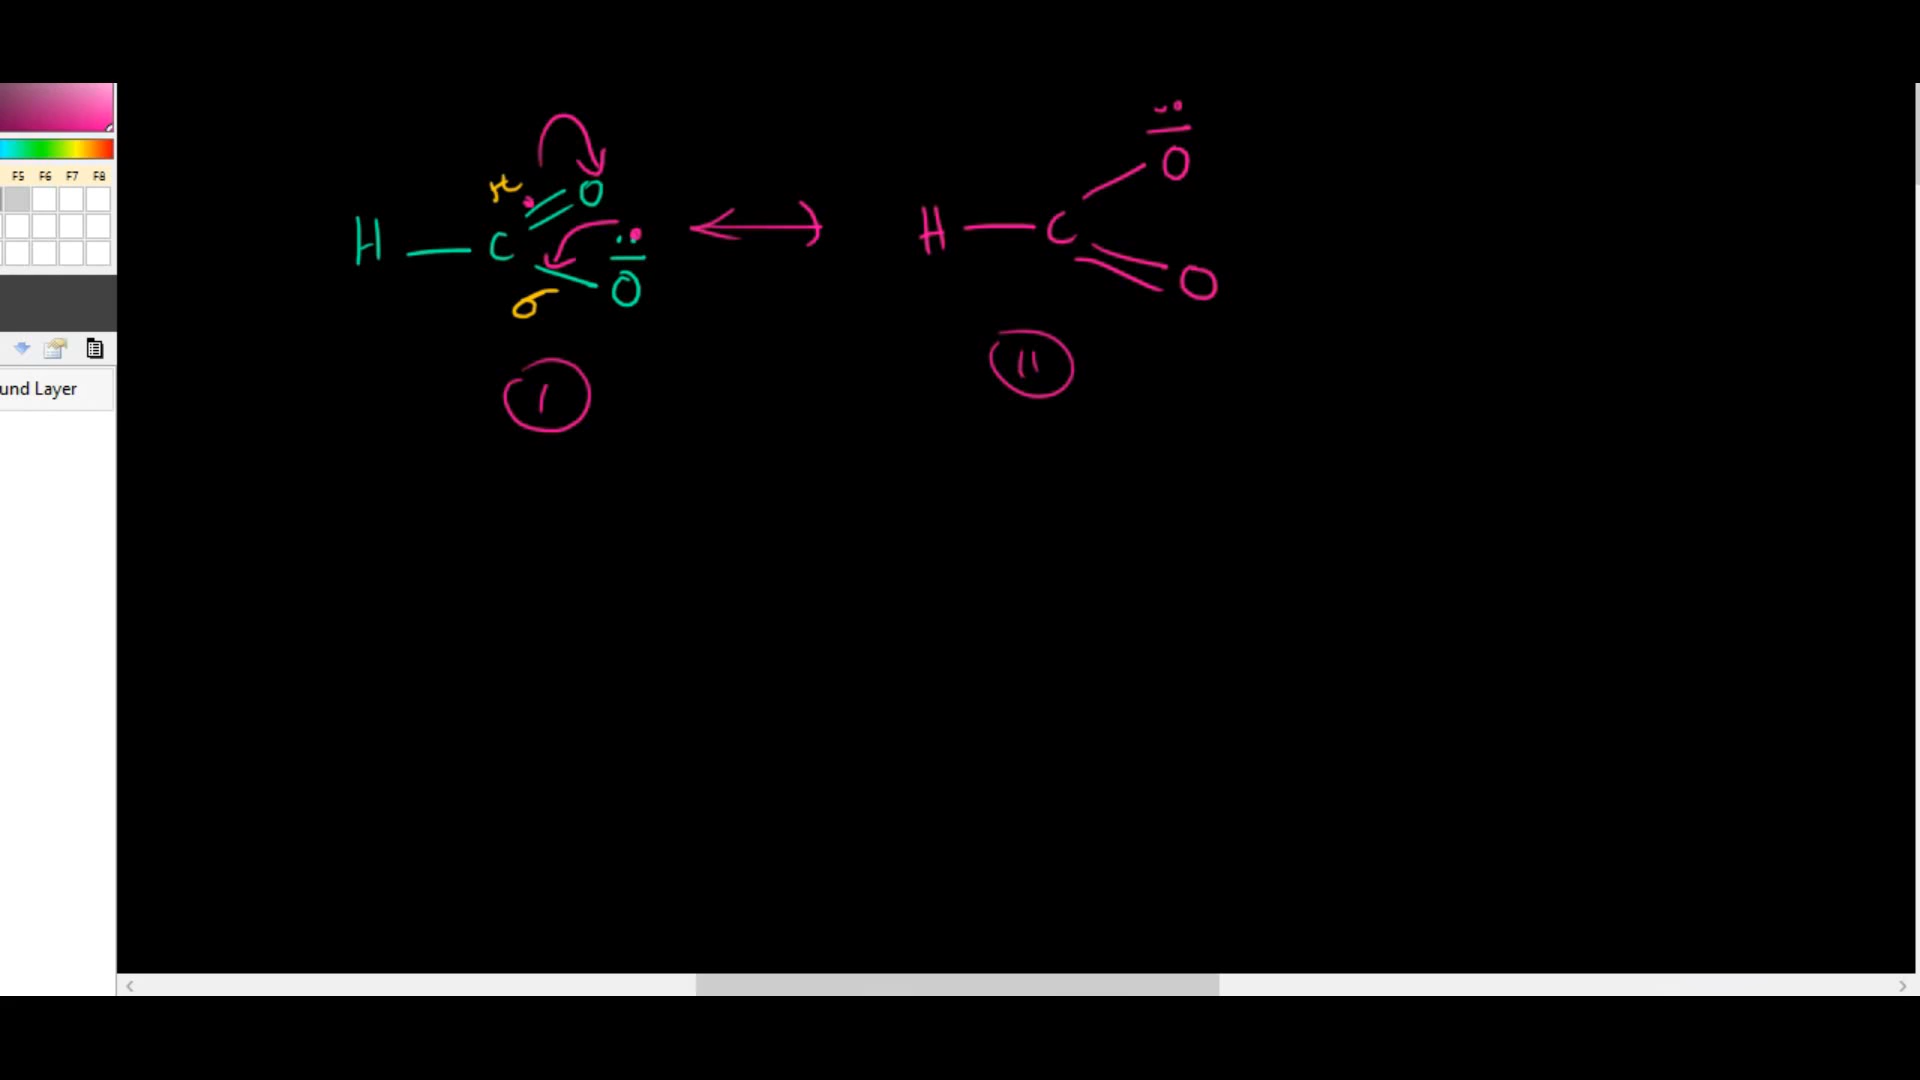 F5 F6 F7 F8
π O
H — C
σ O
I
und Layer
O
H — C
O
II